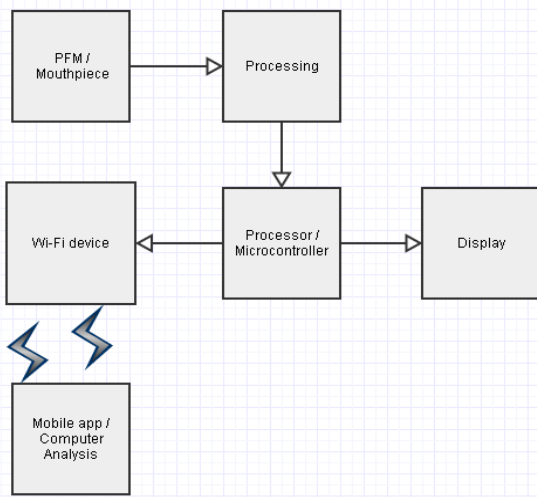 PFM /
Mouthpiece
Processing
Wi-Fi device
Processor /
Microcontroller
Display
Mobile app /
Computer
Analysis